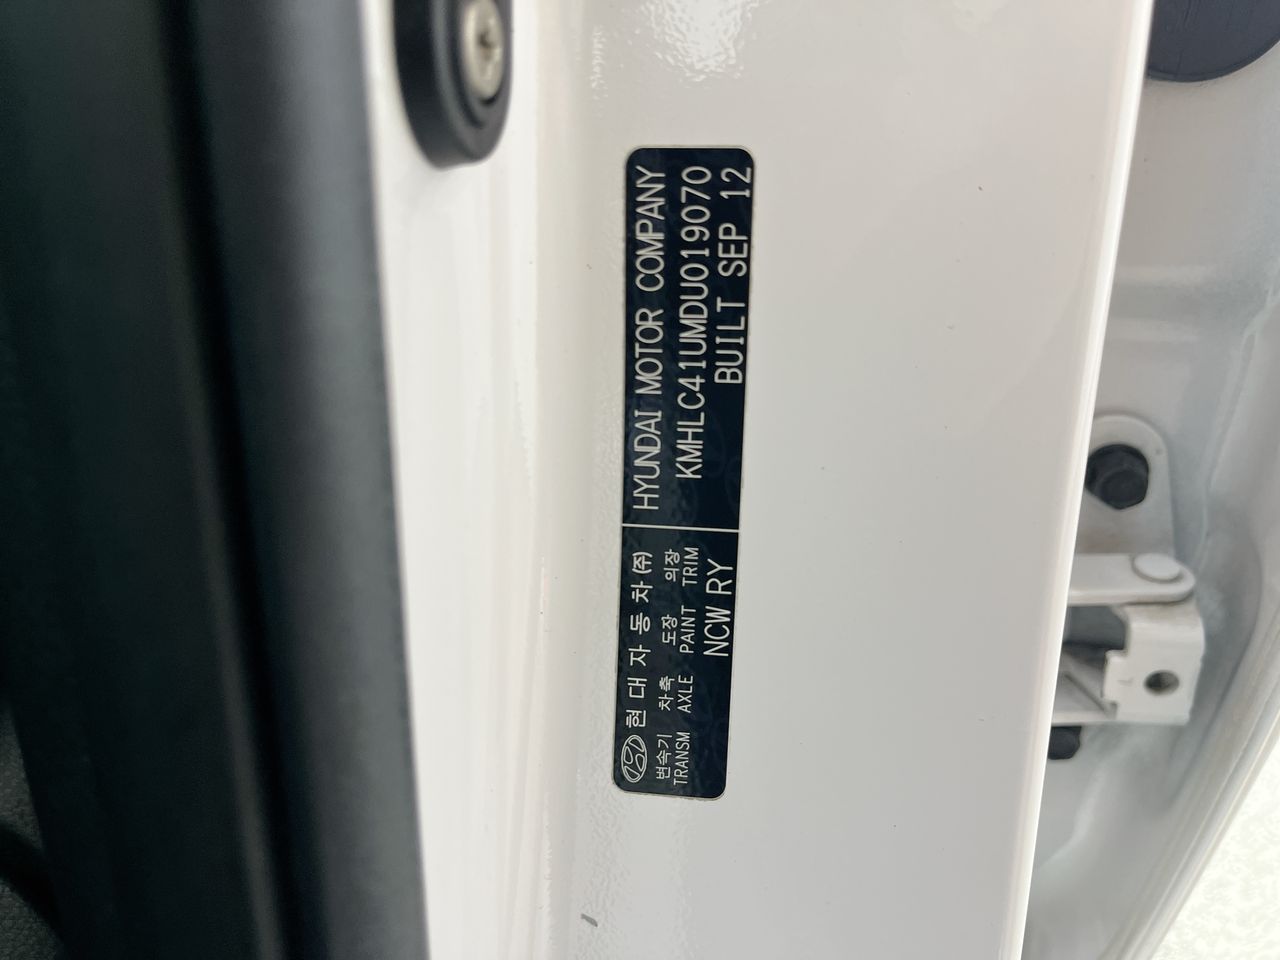 현대자동차(주)
변속기 차축 도장 의장
TRANSM AXLE PAINT TRIM
NCW RY
HYUNDAI MOTOR COMPANY
KMHLC41UMDU019070
BUILT SEP 12